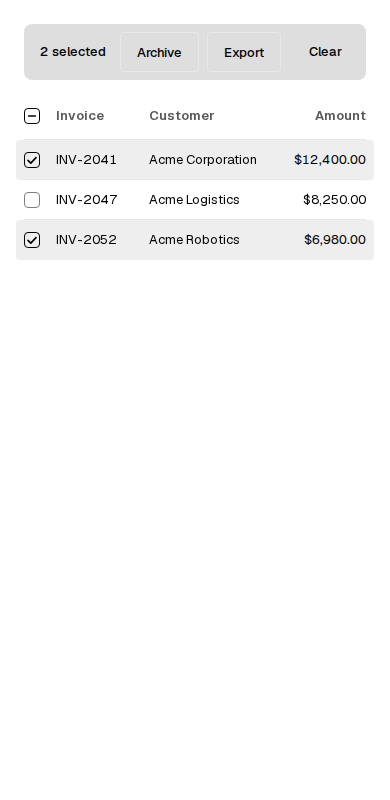 2 selected Archive Export Clear
Invoice Customer Amount
INV-2041 Acme Corporation $12,400.00
INV-2047 Acme Logistics $8,250.00
INV-2052 Acme Robotics $6,980.00